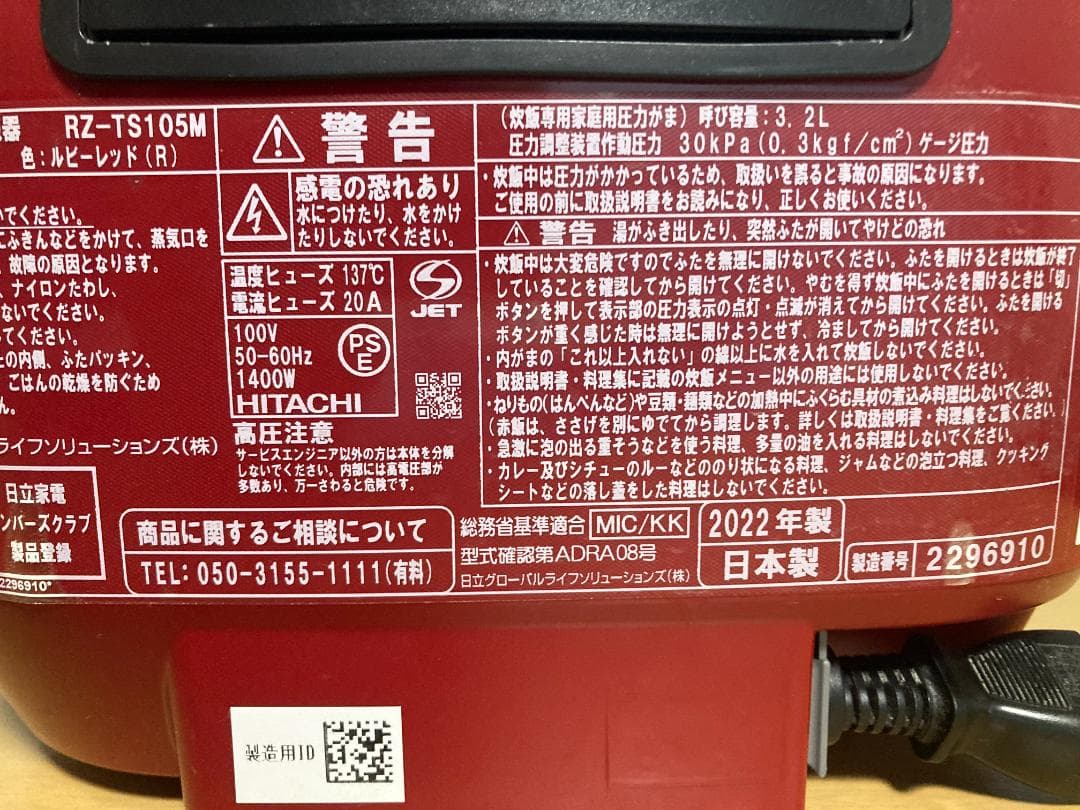 器 RZ-TS105M
色：ルビーレッド（R）
いでください。
にふきんなどをかけて、蒸気口を
故障の原因となります。
、ナイロンたわし、
ないでください。
てください。
との内側、ふたパッキン、
ごはんの乾燥を防ぐため
ん。
ライフソリューションズ（株）
日立家電
ンバーズクラブ
製品登録
2296910*
警告
感電の恐れあり
水につけたり、水をかけ
たりしないでください。
温度ヒューズ 137℃
電流ヒューズ 20A
JET
100V
50-60Hz
1400W
PS
E
HITACHI
高圧注意
サービスエンジニア以外の方は本体を分解
しないでください。内部には高電圧部が
多数あり、万一さわると危険です。
商品に関するご相談について
TEL：050-3155-1111（有料）
（炊飯専用家庭用圧力がま） 呼び容量：3.2L
圧力調整装置作動圧力 30kPa（0.3kgf/cm²）ゲージ圧力
・炊飯中は圧力がかかっているため、取扱いを誤ると事故の原因になります。
ご使用の前に取扱説明書をお読みになり、正しくお使いください。
警告 湯がふき出したり、突然ふたが開いてやけどの恐れ
・炊飯中は大変危険ですのでふたを無理に開けないでください。ふたを開けるときは炊飯が終了
していることを確認してから開けてください。やむを得ず炊飯中にふたを開けるときは「切」
ボタンを押して表示部の圧力表示の点灯・点滅が消えてから開けてください。ふたを開ける
ボタンが重く感じた時は無理に開けようとせず、冷ましてから開けてください。
・内がまの「これ以上入れない」の線以上に水を入れて炊飯しないでください。
・取扱説明書・料理集に記載の炊飯メニュー以外の用途には使用しないでください。
・ねりもの（はんぺんなど）や豆類・麺類などの加熱中にふくらむ具材の煮込み料理はしないでください。
（赤飯は、ささげを別にゆでてから調理します。詳しくは取扱説明書・料理集をご覧ください。）
・急激に泡の出る重そうなどを使う料理、多量の油を入れる料理はしないでください。
・カレー及びシチューのルーなどののり状になる料理、ジャムなどの泡立つ料理、クッキング
シートなどの落し蓋をした料理はしないでください。
総務省基準適合 MIC/KK
型式確認第ADRA08号
日立グローバルライフソリューションズ（株）
2022年製
日本製
製造番号 2296910
製造用ID